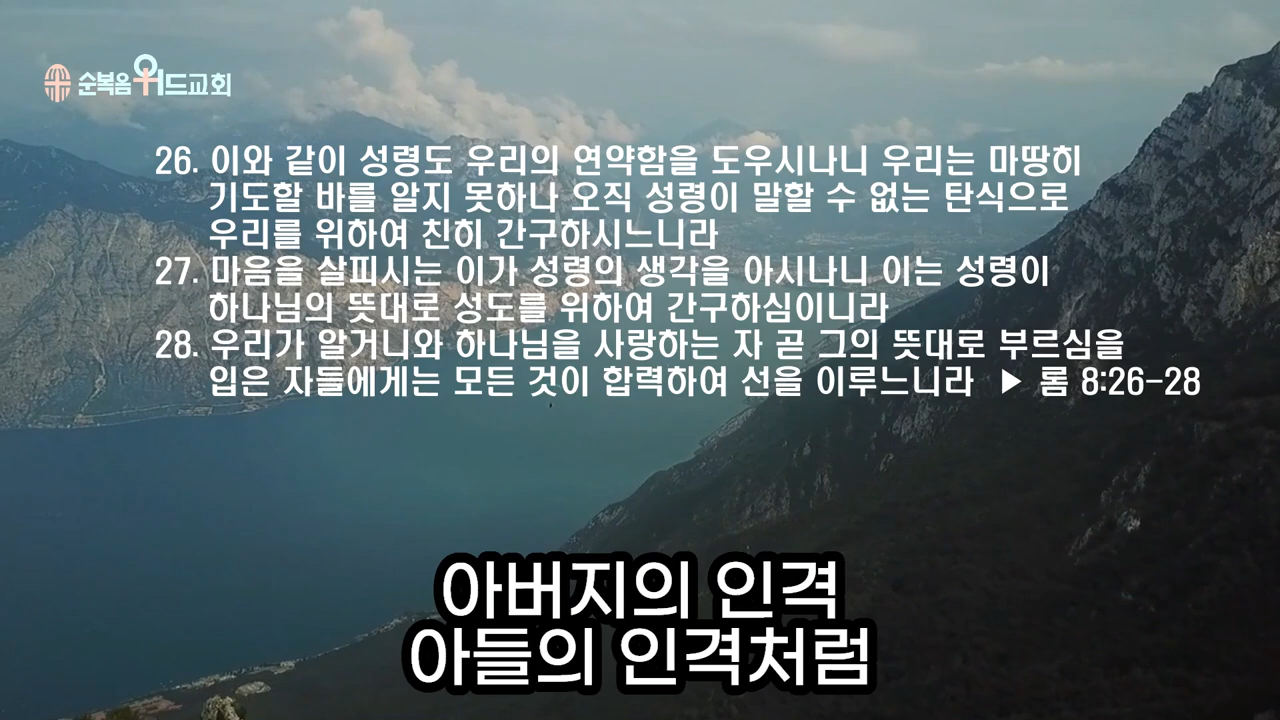 순복음워드교회
26. 이와 같이 성령도 우리의 연약함을 도우시나니 우리는 마땅히
기도할 바를 알지 못하나 오직 성령이 말할 수 없는 탄식으로
우리를 위하여 친히 간구하시느니라
27. 마음을 살피시는 이가 성령의 생각을 아시나니 이는 성령이
하나님의 뜻대로 성도를 위하여 간구하심이니라
28. 우리가 알거니와 하나님을 사랑하는 자 곧 그의 뜻대로 부르심을
입은 자들에게는 모든 것이 합력하여 선을 이루느니라 ▶ 롬 8:26-28
아버지의 인격
아들의 인격처럼